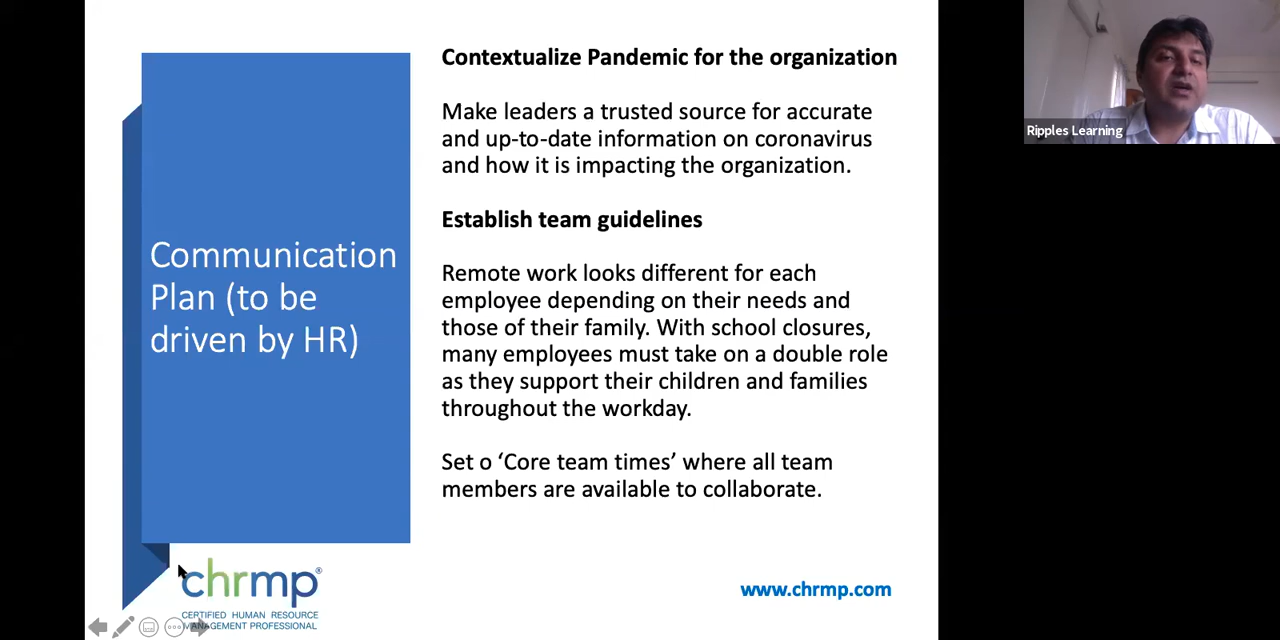 Communication
Plan (to be
driven by HR)
Contextualize Pandemic for the organization
Make leaders a trusted source for accurate
and up-to-date information on coronavirus
and how it is impacting the organization.
Establish team guidelines
Remote work looks different for each
employee depending on their needs and
those of their family. With school closures,
many employees must take on a double role
as they support their children and families
throughout the workday.
Set o ‘Core team times’ where all team
members are available to collaborate.
chrmp®
CERTIFIED HUMAN RESOURCE
MANAGEMENT PROFESSIONAL
www.chrmp.com
Ripples Learning